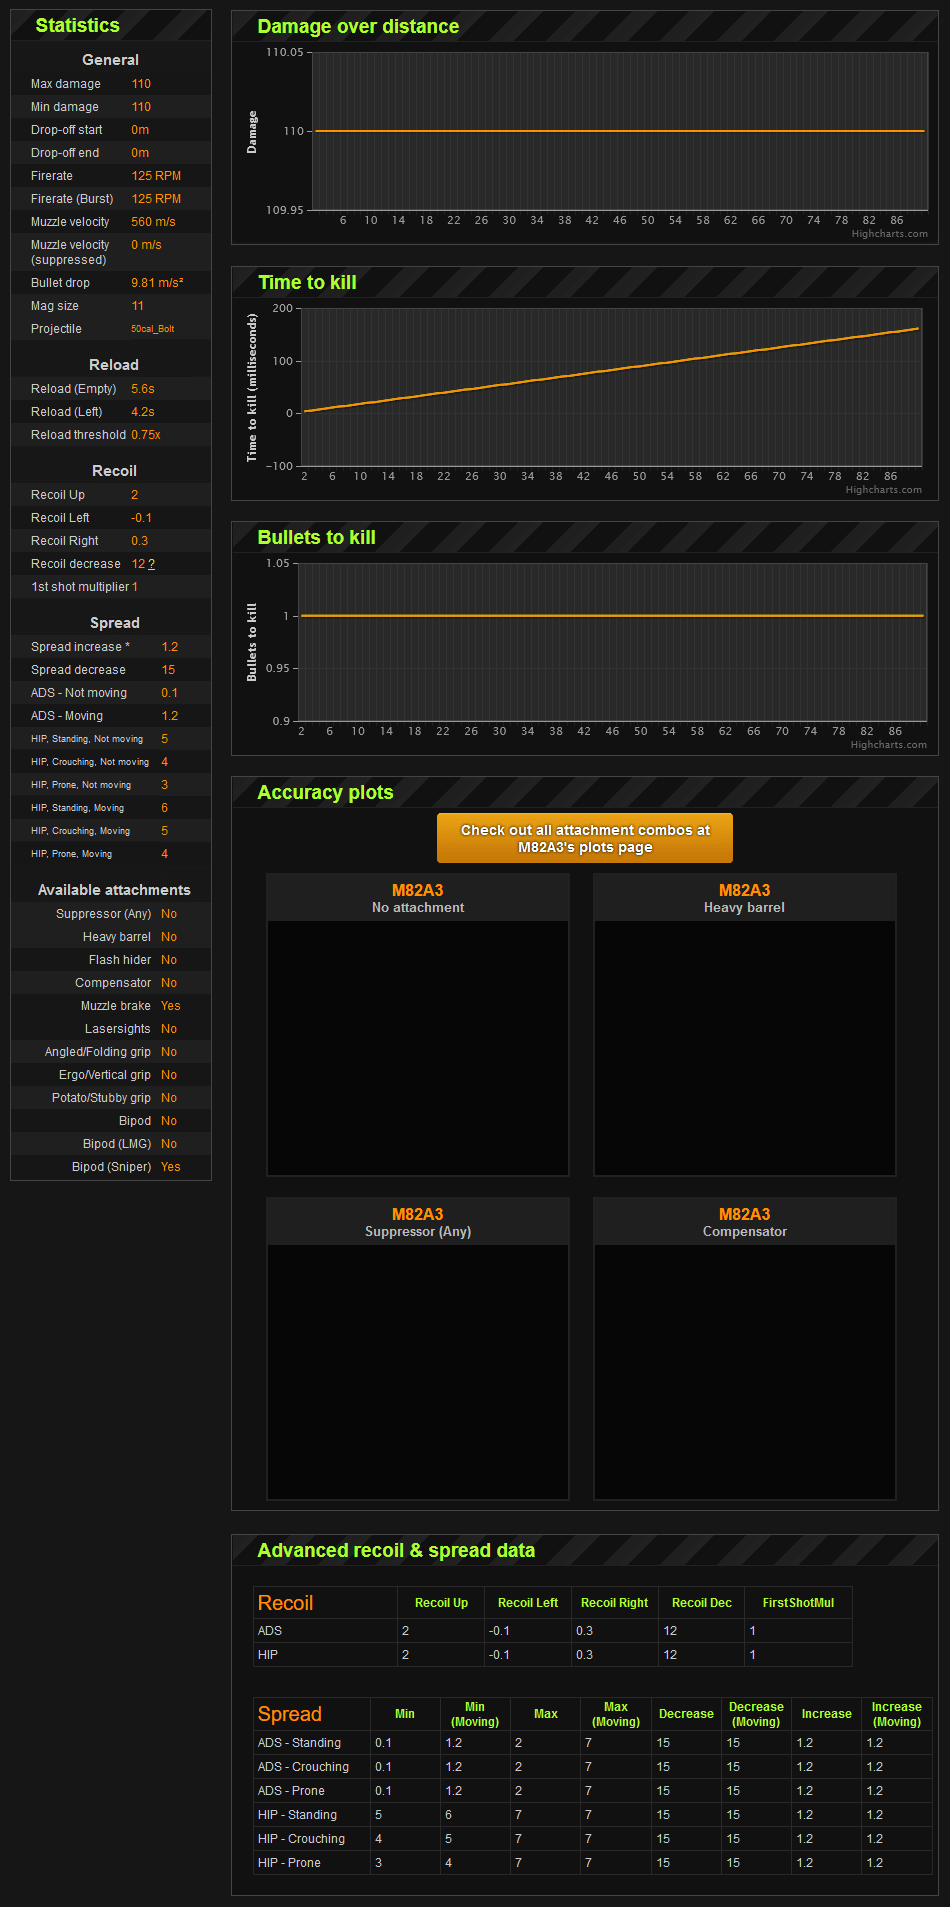 Statistics
General
Max damage 110
Min damage 110
Drop-off start 0m
Drop-off end 0m
Firerate 125 RPM
Firerate (Burst) 125 RPM
Muzzle velocity 560 m/s
Muzzle velocity 0 m/s
(suppressed)
Bullet drop 9.81 m/s²
Mag size 11
Projectile 50cal_Bolt
Reload
Reload (Empty) 5.6s
Reload (Left) 4.2s
Reload threshold 0.75x
Recoil
Recoil Up 2
Recoil Left -0.1
Recoil Right 0.3
Recoil decrease 12 ?
1st shot multiplier 1
Spread
Spread increase * 1.2
Spread decrease 15
ADS - Not moving 0.1
ADS - Moving 1.2
HIP, Standing, Not moving 5
HIP, Crouching, Not moving 4
HIP, Prone, Not moving 3
HIP, Standing, Moving 6
HIP, Crouching, Moving 5
HIP, Prone, Moving 4
Available attachments
Suppressor (Any) No
Heavy barrel No
Flash hider No
Compensator No
Muzzle brake Yes
Lasersights No
Angled/Folding grip No
Ergo/Vertical grip No
Potato/Stubby grip No
Bipod No
Bipod (LMG) No
Bipod (Sniper) Yes
Damage over distance
110.05
110
109.95
Damage
6 10 14 18 22 26 30 34 38 42 46 50 54 58 62 66 70 74 78 82 86
Highcharts.com
Time to kill
200
100
0
-100
Time to kill (milliseconds)
2 6 10 14 18 22 26 30 34 38 42 46 50 54 58 62 66 70 74 78 82 86
Highcharts.com
Bullets to kill
1.05
1
0.95
0.9
Bullets to kill
2 6 10 14 18 22 26 30 34 38 42 46 50 54 58 62 66 70 74 78 82 86
Highcharts.com
Accuracy plots
Check out all attachment combos at
M82A3's plots page
M82A3
No attachment
M82A3
Heavy barrel
M82A3
Suppressor (Any)
M82A3
Compensator
Advanced recoil & spread data
Recoil Recoil Up Recoil Left Recoil Right Recoil Dec FirstShotMul
ADS 2 -0.1 0.3 12 1
HIP 2 -0.1 0.3 12 1
Spread Min Min (Moving) Max Max (Moving) Decrease Decrease (Moving) Increase Increase (Moving)
ADS - Standing 0.1 1.2 2 7 15 15 1.2 1.2
ADS - Crouching 0.1 1.2 2 7 15 15 1.2 1.2
ADS - Prone 0.1 1.2 2 7 15 15 1.2 1.2
HIP - Standing 5 6 7 7 15 15 1.2 1.2
HIP - Crouching 4 5 7 7 15 15 1.2 1.2
HIP - Prone 3 4 7 7 15 15 1.2 1.2